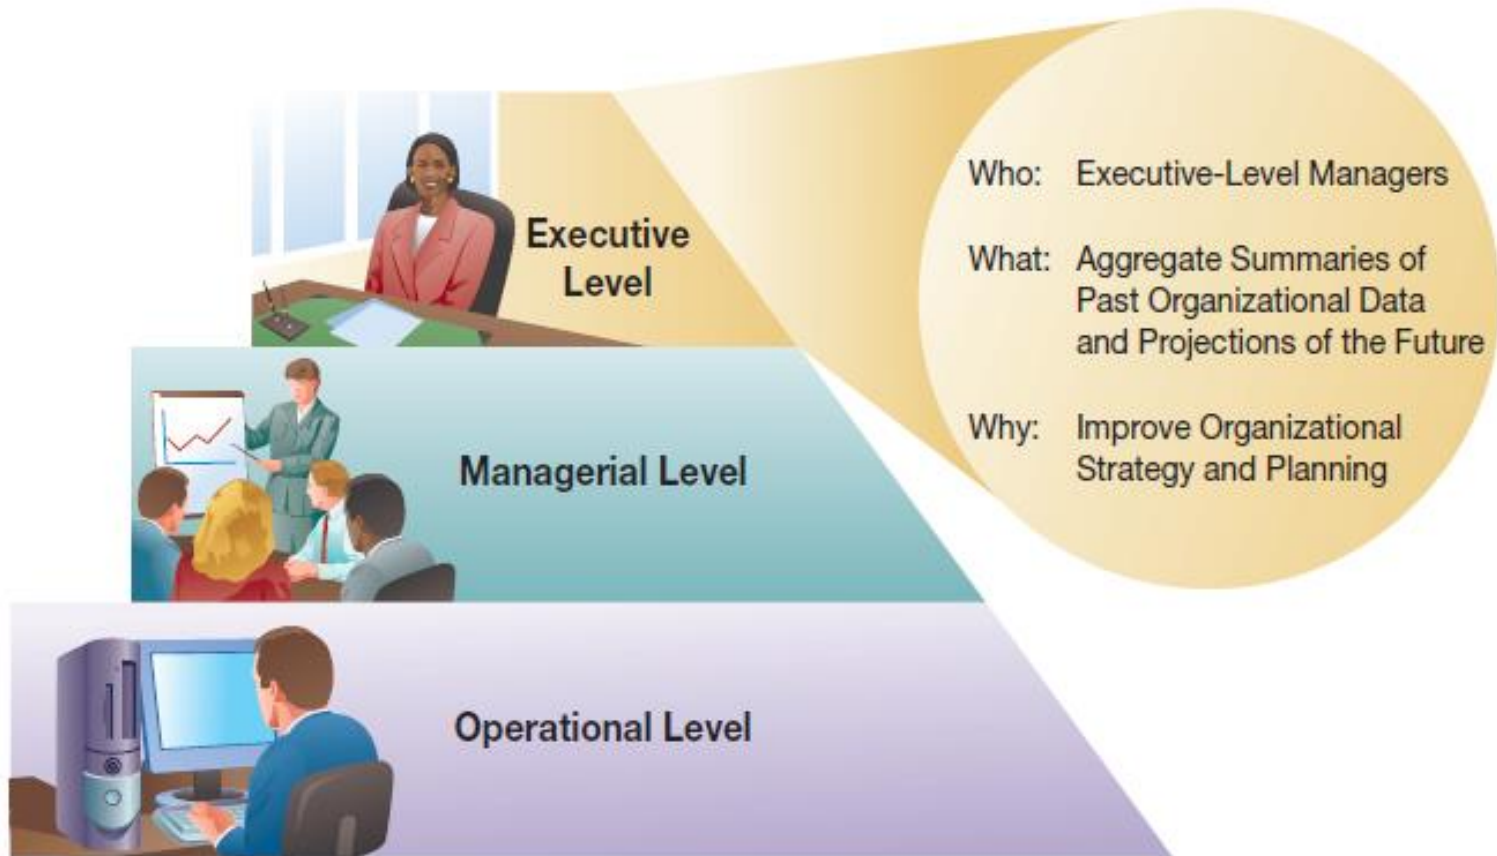 Executive
Level
Managerial Level
Operational Level
Who: Executive-Level Managers
What: Aggregate Summaries of
Past Organizational Data
and Projections of the Future
Why: Improve Organizational
Strategy and Planning